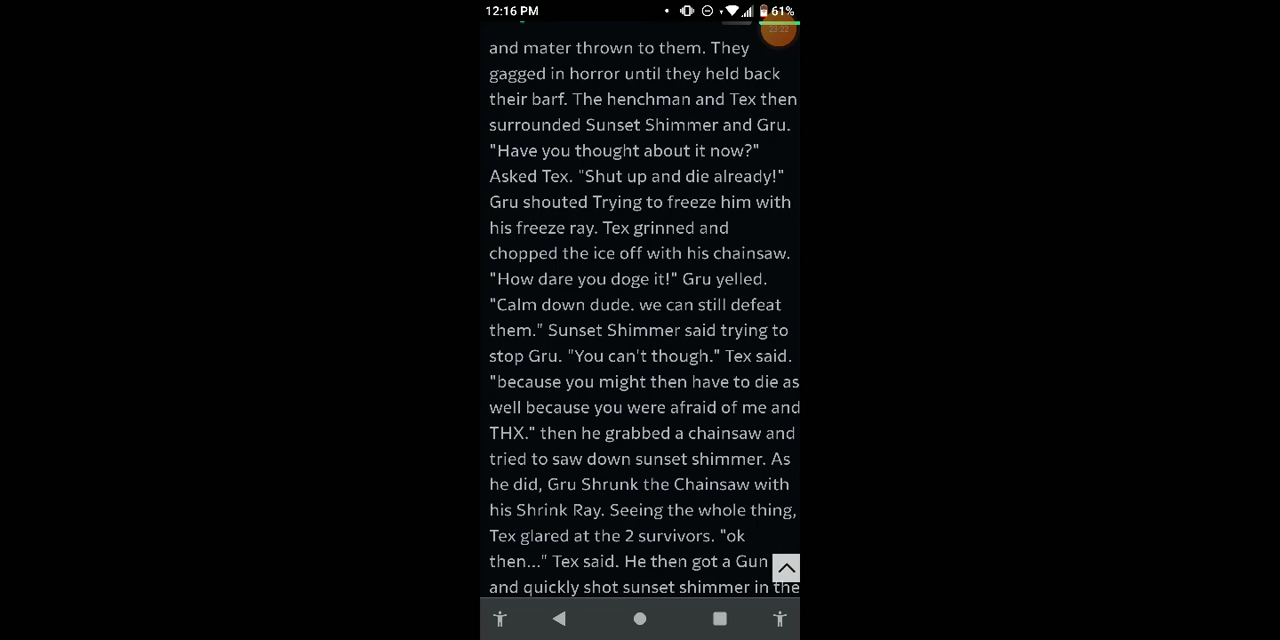 12:16 PM
61%
23:22
and mater thrown to them. They
gagged in horror until they held back
their barf. The henchman and Tex then
surrounded Sunset Shimmer and Gru.
"Have you thought about it now?"
Asked Tex. "Shut up and die already!"
Gru shouted Trying to freeze him with
his freeze ray. Tex grinned and
chopped the ice off with his chainsaw.
"How dare you doge it!" Gru yelled.
"Calm down dude. we can still defeat
them." Sunset Shimmer said trying to
stop Gru. "You can't though." Tex said.
"because you might then have to die as
well because you were afraid of me and
THX." then he grabbed a chainsaw and
tried to saw down sunset shimmer. As
he did, Gru Shrunk the Chainsaw with
his Shrink Ray. Seeing the whole thing,
Tex glared at the 2 survivors. "ok
then..." Tex said. He then got a Gun
and quickly shot sunset shimmer in the